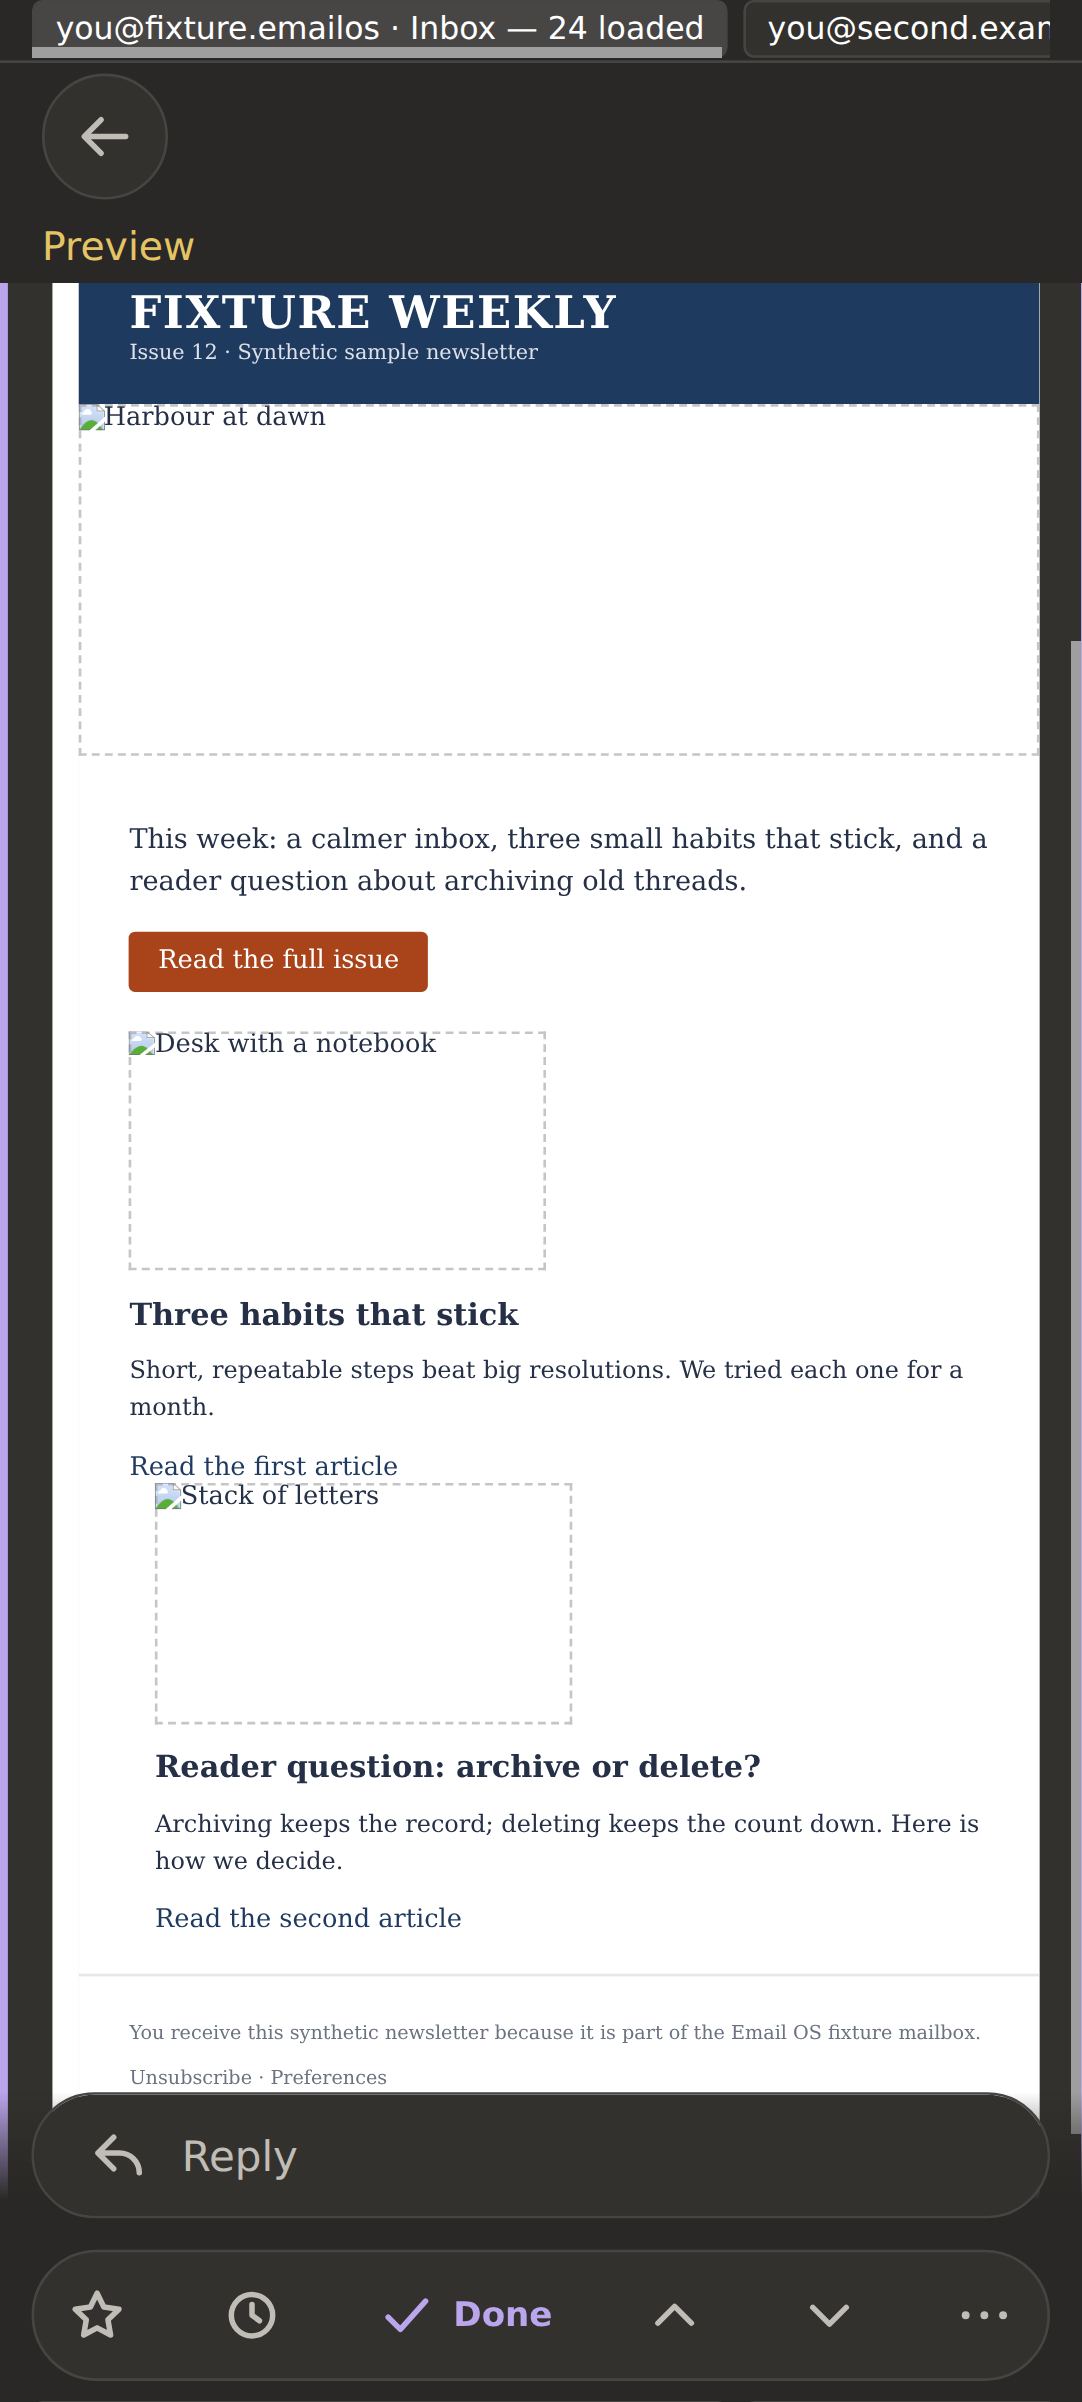 you@fixture.emailos · Inbox — 24 loaded
you@second.exam
Preview
FIXTURE WEEKLY
Issue 12 · Synthetic sample newsletter
Harbour at dawn
This week: a calmer inbox, three small habits that stick, and a
reader question about archiving old threads.
Read the full issue
Desk with a notebook
Three habits that stick
Short, repeatable steps beat big resolutions. We tried each one for a
month.
Read the first article
Stack of letters
Reader question: archive or delete?
Archiving keeps the record; deleting keeps the count down. Here is
how we decide.
Read the second article
You receive this synthetic newsletter because it is part of the Email OS fixture mailbox.
Unsubscribe · Preferences
Reply
Done